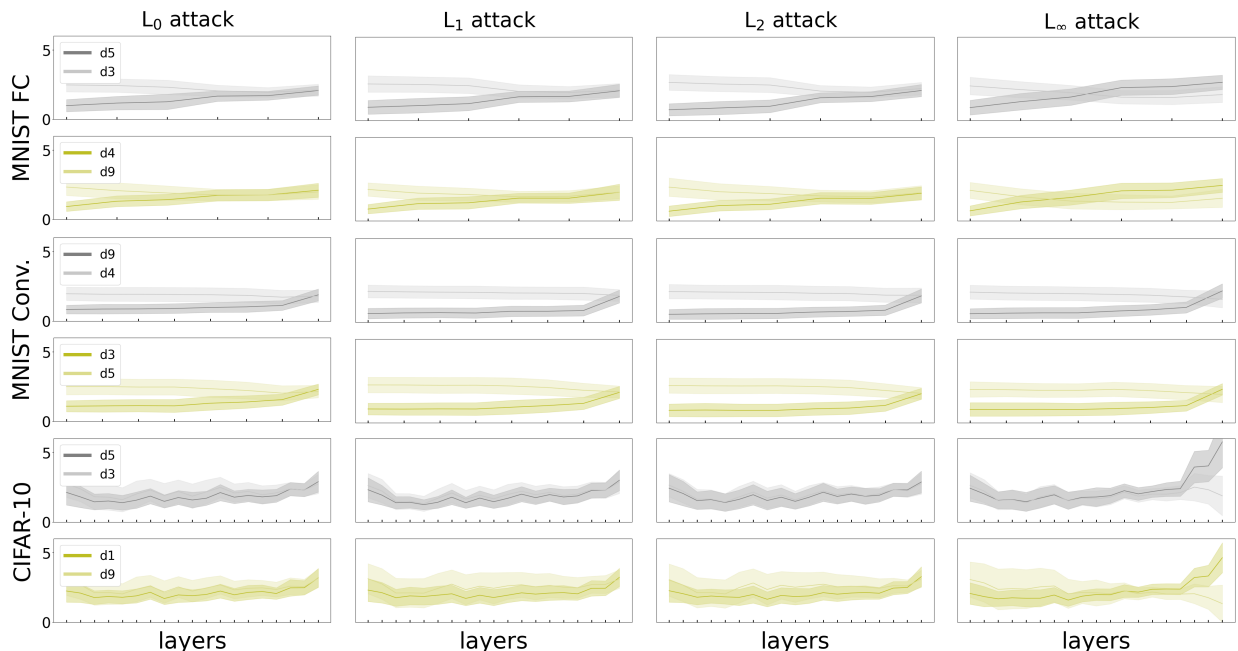 L₀ attack L₁ attack L₂ attack L∞ attack
MNIST FC
5
d5
d3
0
5
d4
d9
0
MNIST Conv.
5
d9
d4
0
5
d3
d5
0
CIFAR-10
5
d5
d3
0
5
d1
d9
0
layers layers layers layers